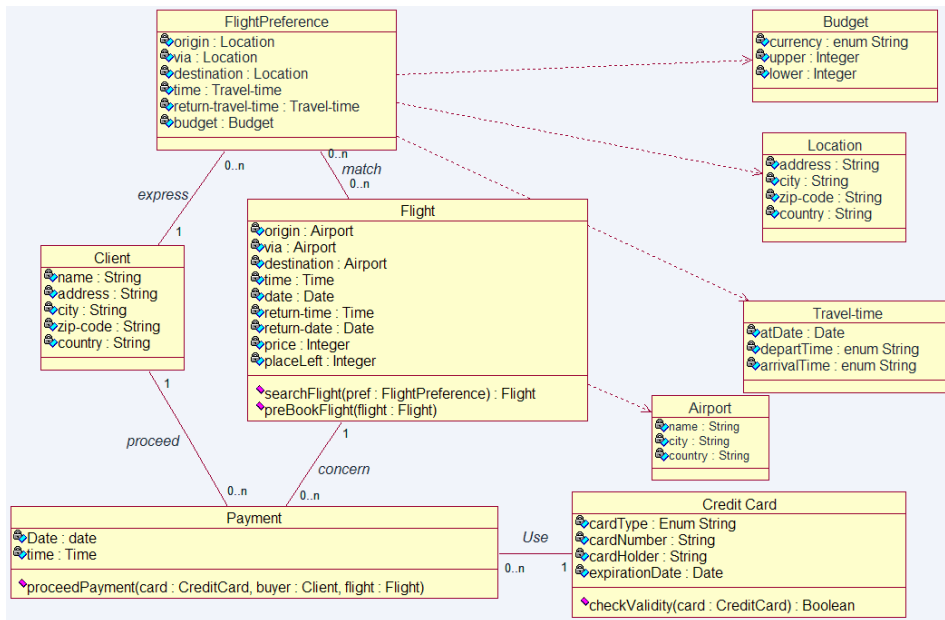 FlightPreference
origin : Location
via : Location
destination : Location
time : Travel-time
return-travel-time : Travel-time
budget : Budget
Budget
currency : enum String
upper : Integer
lower : Integer
Location
address : String
city : String
zip-code : String
country : String
0..n
0..n
match
0..n
express
1
Flight
origin : Airport
via : Airport
destination : Airport
time : Time
date : Date
return-time : Time
return-date : Date
price : Integer
placeLeft : Integer
searchFlight(pref : FlightPreference) : Flight
preBookFlight(flight : Flight)
Client
name : String
address : String
city : String
zip-code : String
country : String
Travel-time
atDate : Date
departTime : enum String
arrivalTime : enum String
Airport
name : String
city : String
country : String
1
proceed
0..n
1
concern
0..n
Payment
Date : date
time : Time
proceedPayment(card : CreditCard, buyer : Client, flight : Flight)
Use
0..n
1
Credit Card
cardType : Enum String
cardNumber : String
cardHolder : String
expirationDate : Date
checkValidity(card : CreditCard) : Boolean